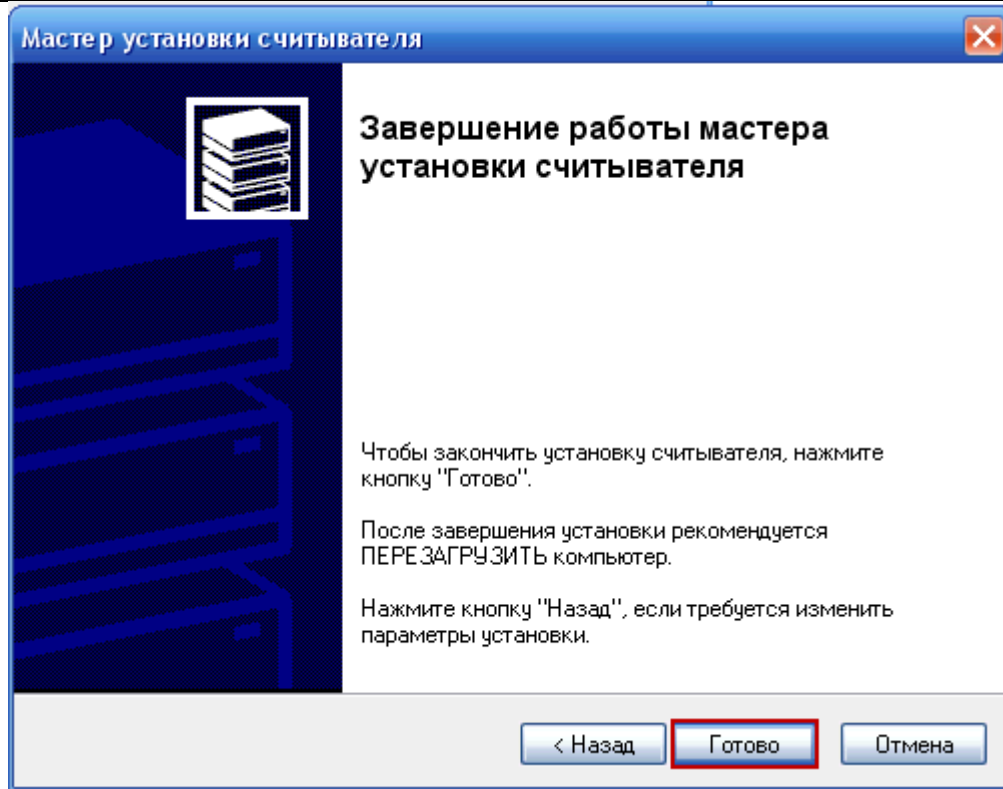 Мастер установки считывателя
Завершение работы мастера
установки считывателя
Чтобы закончить установку считывателя, нажмите
кнопку "Готово".
После завершения установки рекомендуется
ПЕРЕЗАГРУЗИТЬ компьютер.
Нажмите кнопку "Назад", если требуется изменить
параметры установки.
< Назад
Готово
Отмена